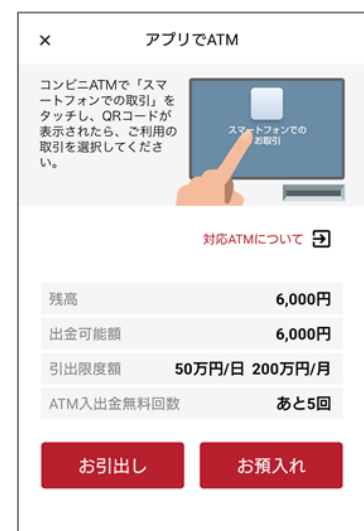 × アプリでATM
コンビニATMで「スマ
ートフォンでの取引」を
タッチし、QRコードが
表示されたら、ご利用の
取引を選択してくださ
い。
スマートフォンでの
お取引
対応ATMについて
残高 6,000円
出金可能額 6,000円
引出限度額 50万円/日 200万円/月
ATM入出金無料回数 あと5回
お引出し お預入れ